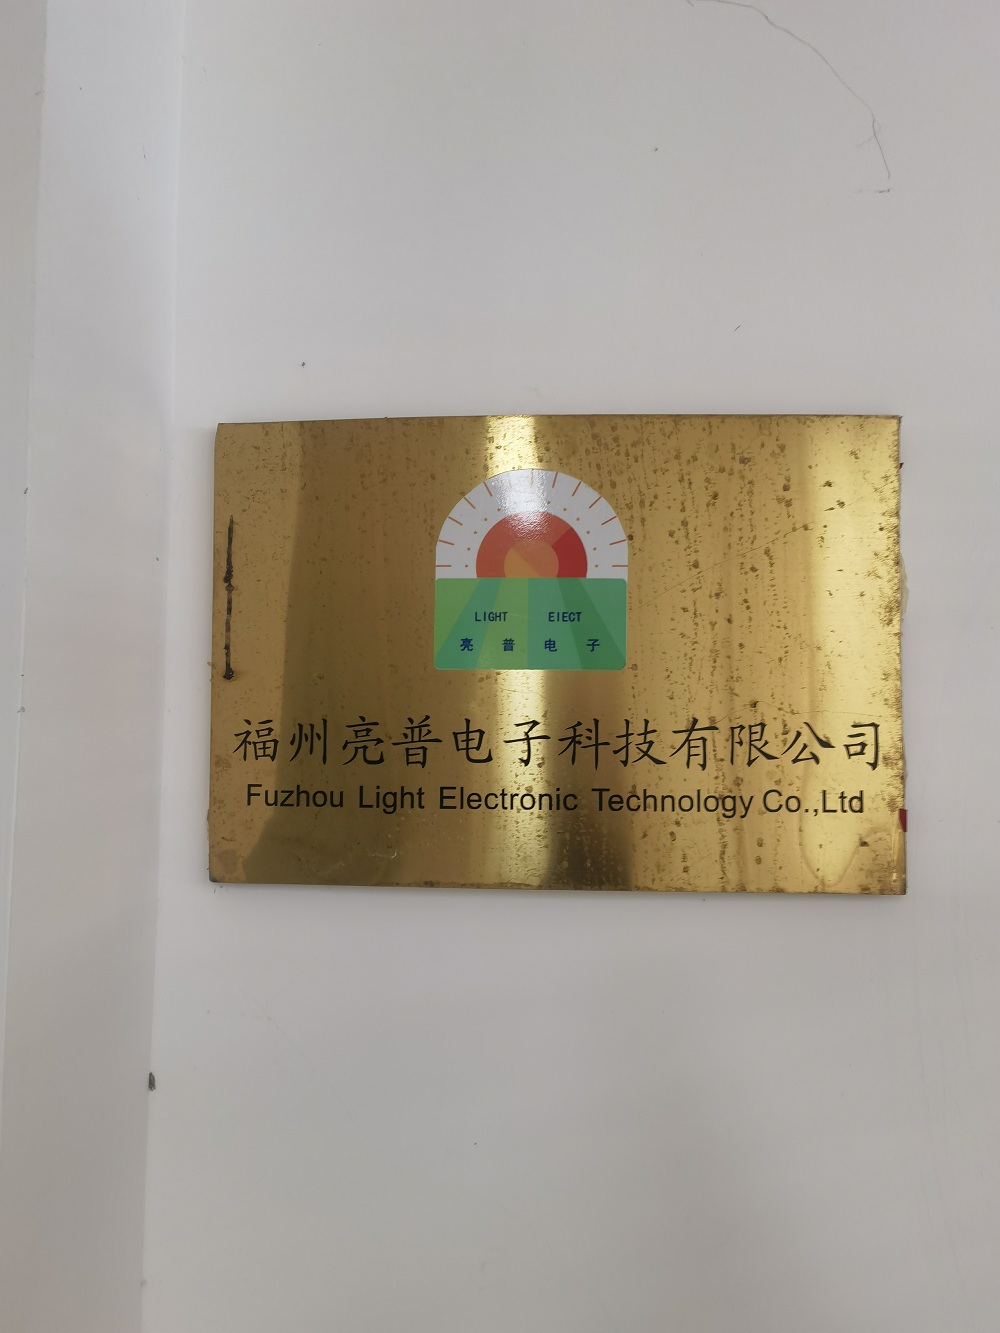 LIGHT EIECT
亮普电子
福州亮普电子科技有限公司
Fuzhou Light Electronic Technology Co.,Ltd